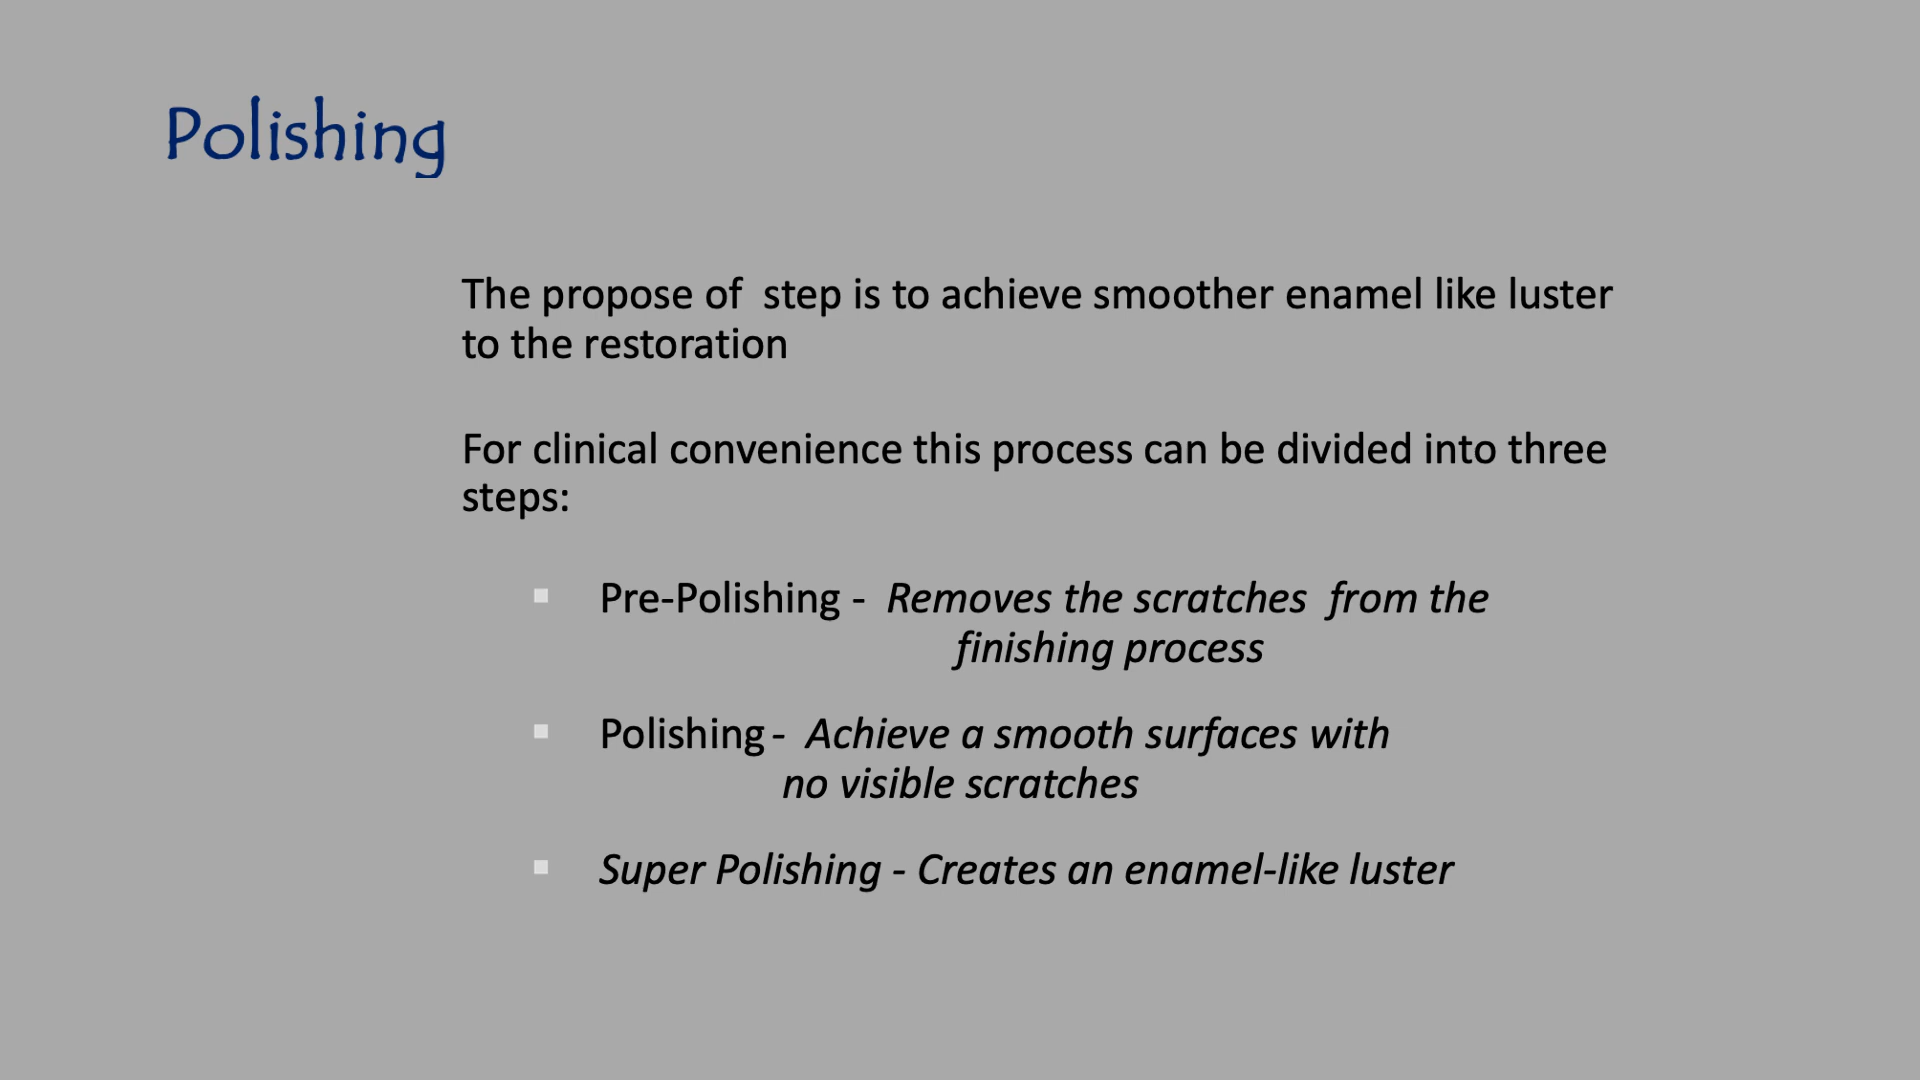 Polishing
The propose of  step is to achieve smoother enamel like luster
to the restoration
For clinical convenience this process can be divided into three
steps:
▪ Pre-Polishing -  Removes the scratches  from the
finishing process
▪ Polishing -  Achieve a smooth surfaces with
no visible scratches
▪ Super Polishing - Creates an enamel-like luster